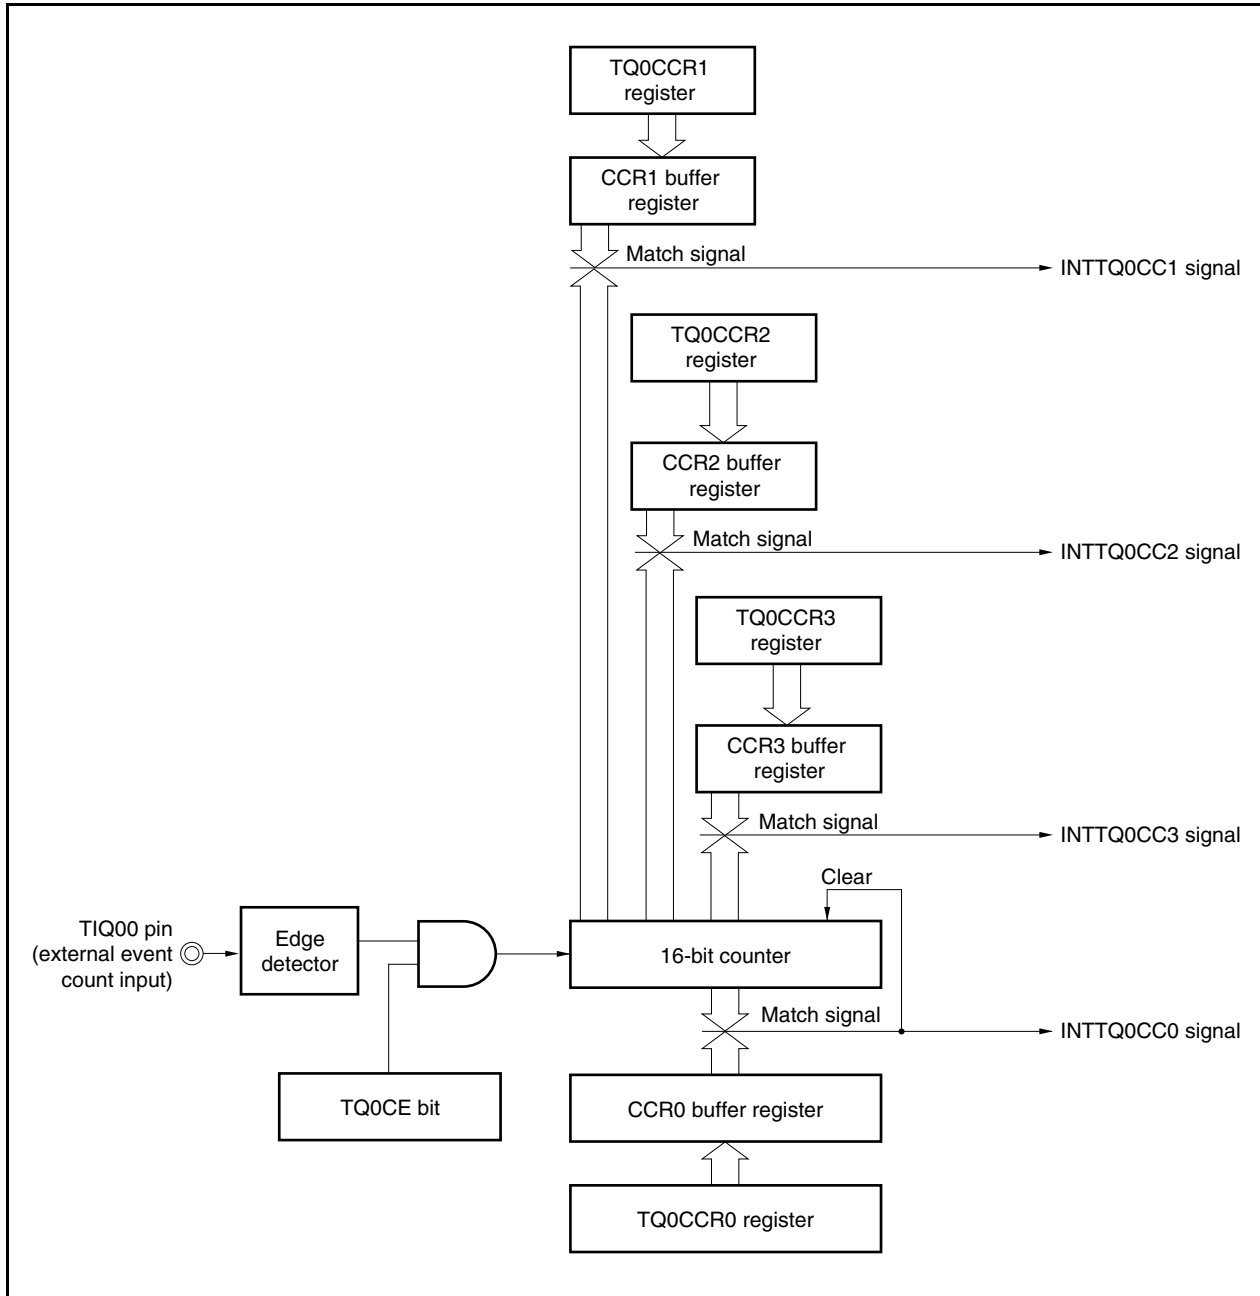 TQ0CCR1
register
CCR1 buffer
register
Match signal
INTTQ0CC1 signal
TQ0CCR2
register
CCR2 buffer
register
Match signal
INTTQ0CC2 signal
TQ0CCR3
register
CCR3 buffer
register
Match signal
INTTQ0CC3 signal
Clear
TIQ00 pin
(external event
count input)
Edge
detector
16-bit counter
Match signal
INTTQ0CC0 signal
TQ0CE bit
CCR0 buffer register
TQ0CCR0 register